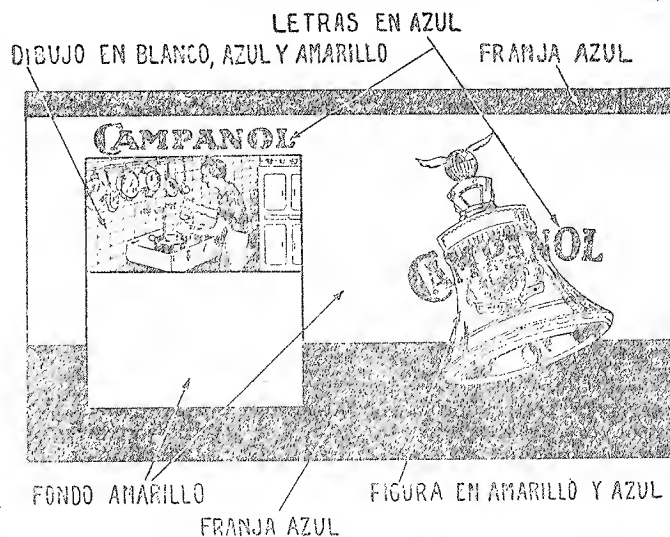 LETRAS EN AZUL
DIBUJO EN BLANCO, AZUL Y AMARILLO
FRANJA AZUL
CAMPANOL
CAMPANOL
FONDO AMARILLO
FIGURA EN AMARILLO Y AZUL
FRANJA AZUL